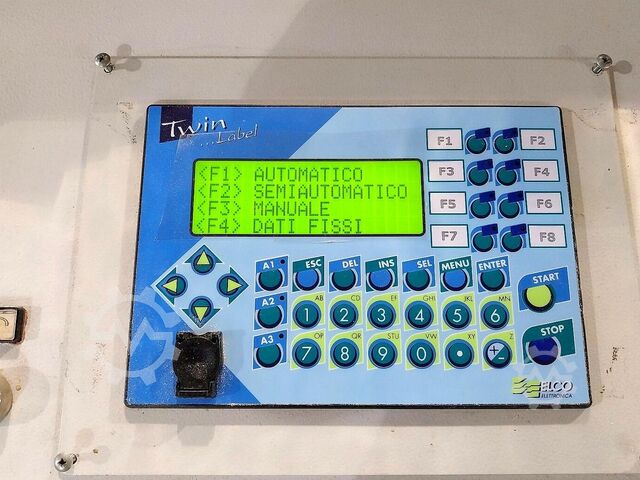 Twin
...Label
<F1> AUTOMATICO
<F2> SEMIAUTOMATICO
<F3> MANUALE
<F4> DATI FISSI
F1 F2
F3 F4
F5 F6
F7 F8
A1 ESC DEL INS SEL MENU ENTER
START
AB CD EF GHI JKL MN
A2 1 2 3 4 5 6
OP QR STU VW XY Z
A3 7 8 9 0 •
STOP
ELCO
ELETTRONICA